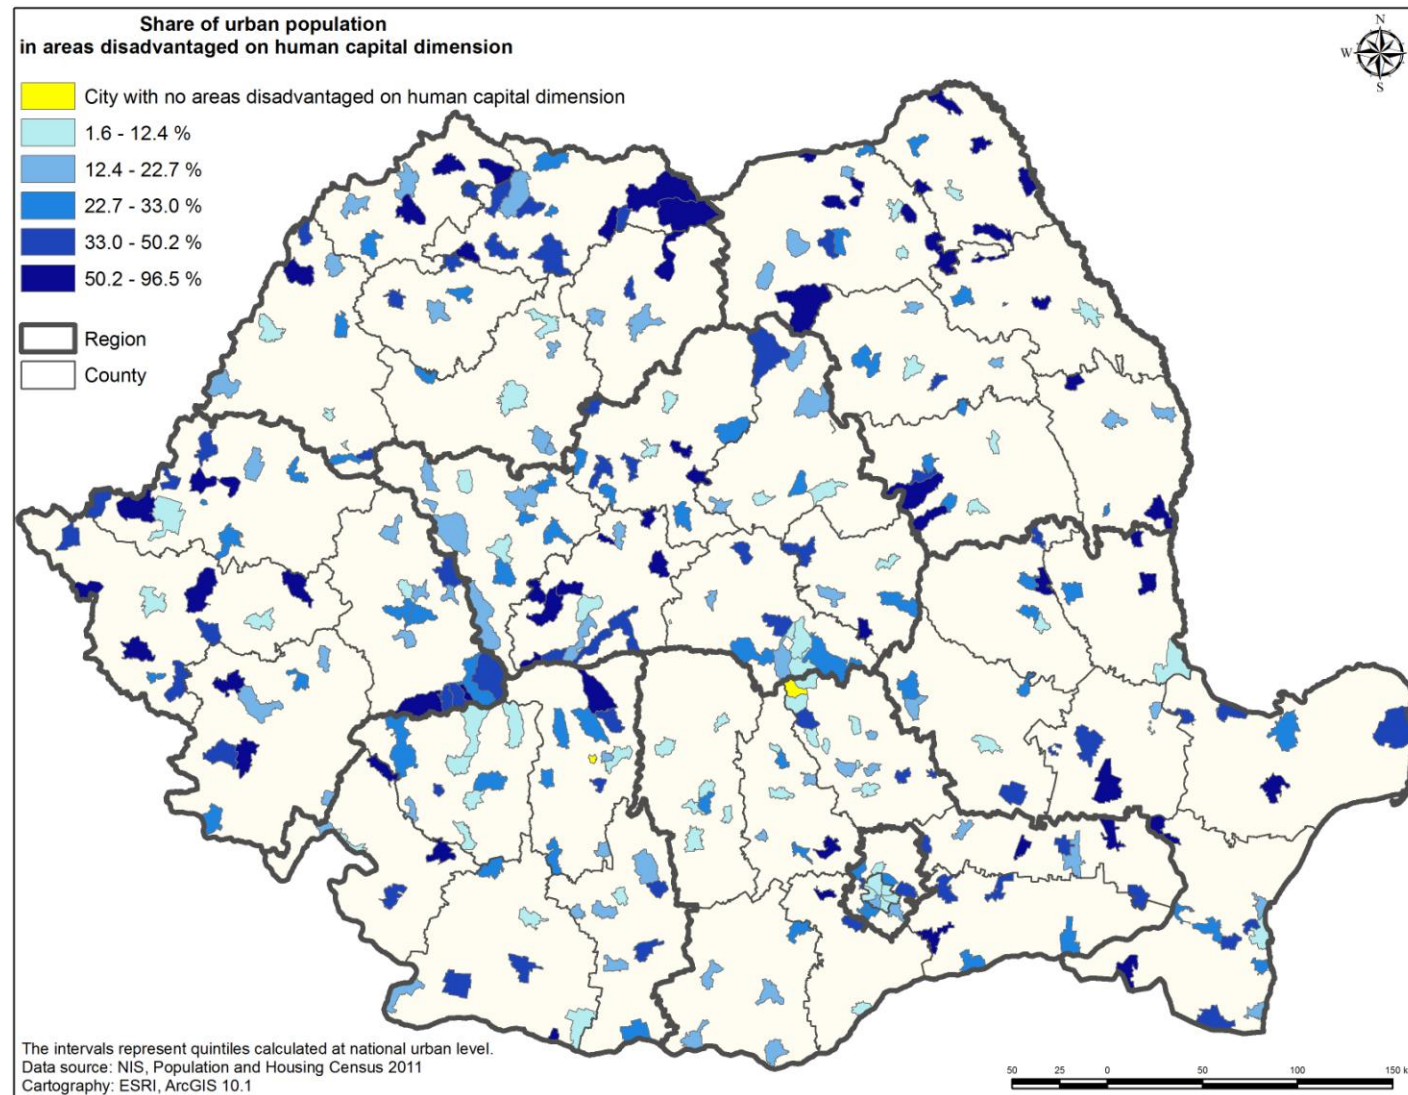 Share of urban population
in areas disadvantaged on human capital dimension
City with no areas disadvantaged on human capital dimension
1.6 - 12.4 %
12.4 - 22.7 %
22.7 - 33.0 %
33.0 - 50.2 %
50.2 - 96.5 %
Region
County
N
W
S
The intervals represent quintiles calculated at national urban level.
Data source: NIS, Population and Housing Census 2011
Cartography: ESRI, ArcGIS 10.1
50 25 0 50 100 150